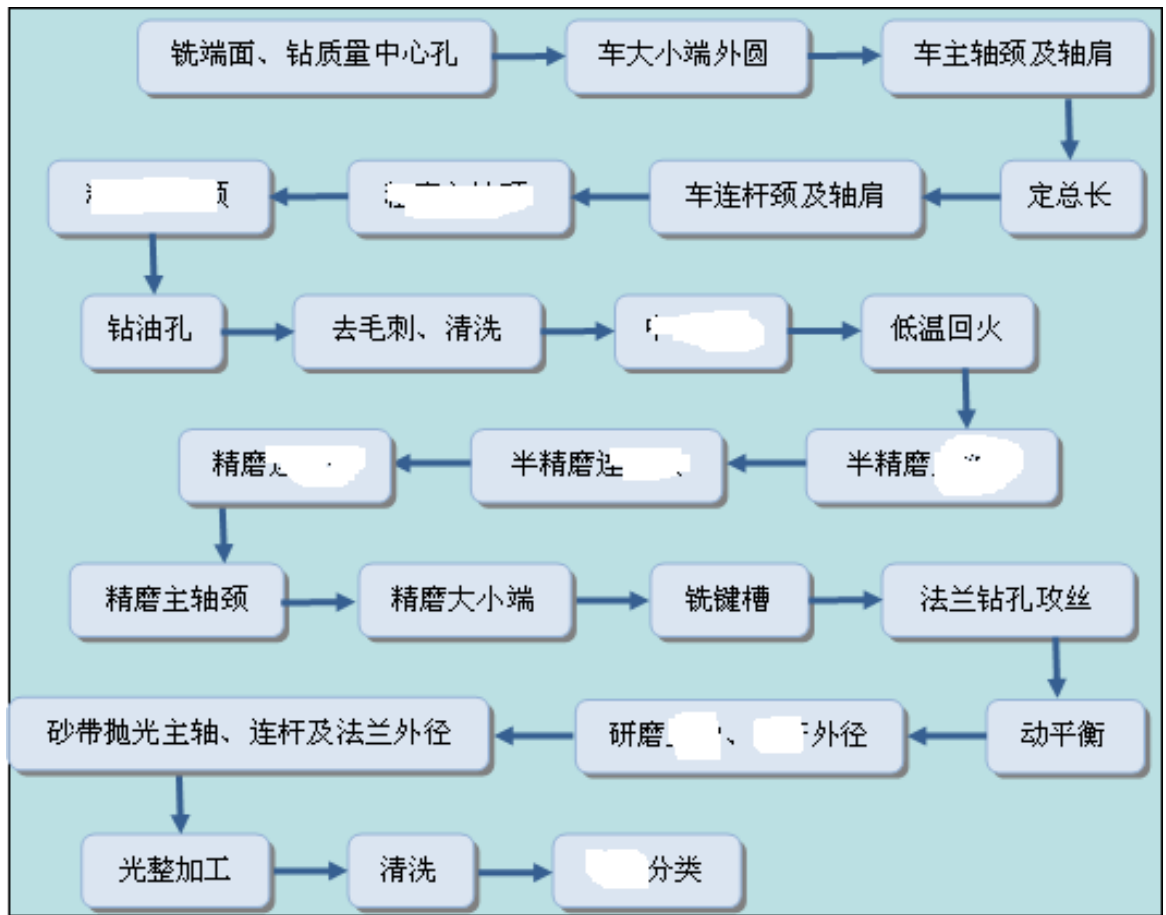 铣端面、钻质量中心孔
车大小端外圆
车主轴颈及轴肩
定总长
车连杆颈及轴肩
颈
钻油孔
去毛刺、清洗
低温回火
半精磨
半精磨连
精磨
精磨主轴颈
精磨大小端
铣键槽
法兰钻孔攻丝
动平衡
研磨、外径
砂带抛光主轴、连杆及法兰外径
光整加工
清洗
分类